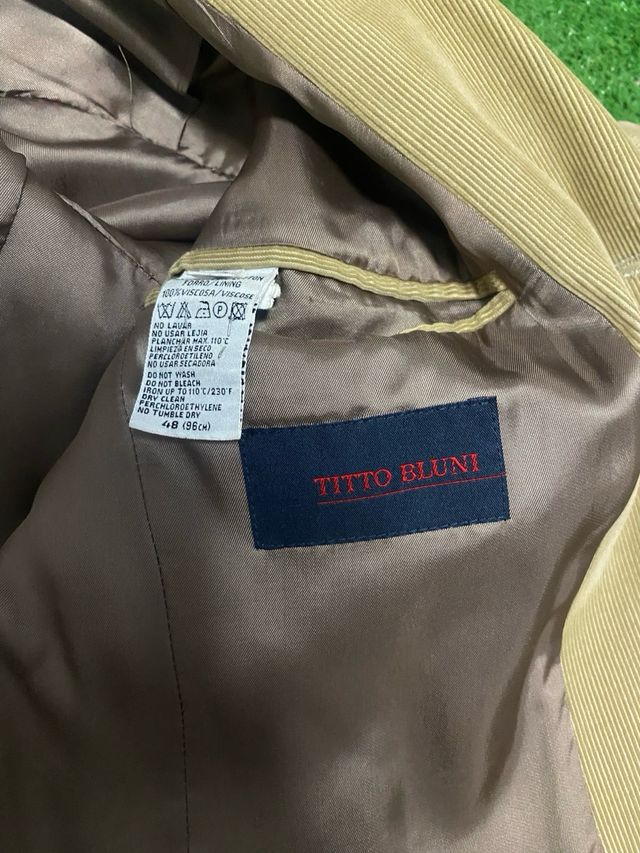 FORRO/LINING
100% VISCOSA/VISCOSE
NO LAVAR
NO USAR LEJIA
PLANCHAR MAX. 110°C
LIMPIEZA EN SECO
PERCLOROETILENO
NO USAR SECADORA
DO NOT WASH
DO NOT BLEACH
IRON UP TO 110°C/230°F
DRY CLEAN
PERCHLOROETHYLENE
NO TUMBLE DRY
48 (96CM)
TITTO BLUNI